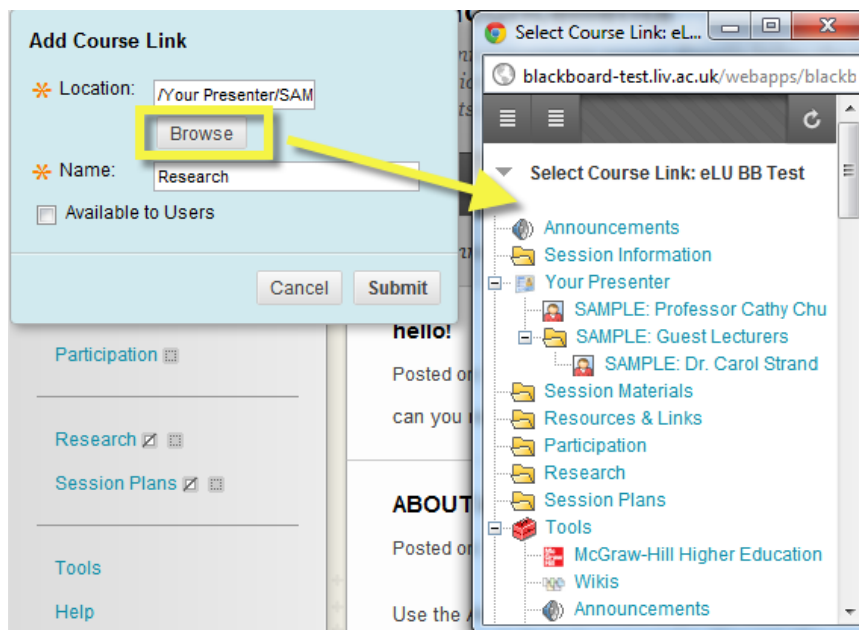 Add Course Link
Location: /Your Presenter/SAM
Browse
Name: Research
Available to Users
Cancel Submit
Participation
Research
Session Plans
Tools
Help
hello!
Posted on
can you
ABOUT
Posted on
Use the
Select Course Link: eL...
blackboard-test.liv.ac.uk/webapps/blackb
Select Course Link: eLU BB Test
Announcements
Session Information
Your Presenter
SAMPLE: Professor Cathy Chu
SAMPLE: Guest Lecturers
SAMPLE: Dr. Carol Strand
Session Materials
Resources & Links
Participation
Research
Session Plans
Tools
McGraw-Hill Higher Education
Wikis
Announcements